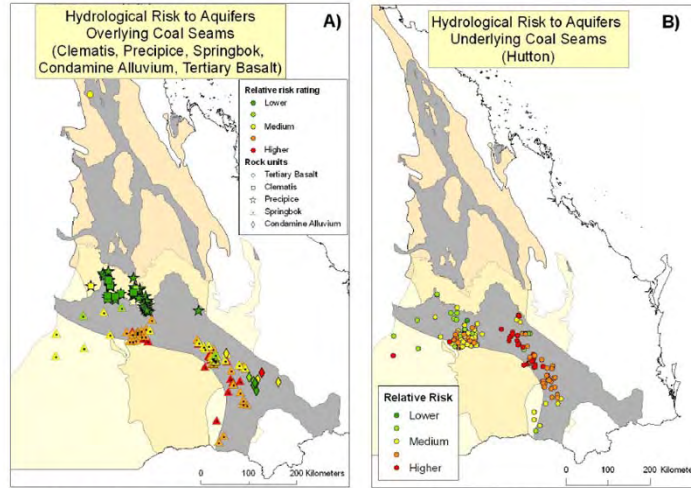 Hydrological Risk to Aquifers
Overlying Coal Seams
(Clematis, Precipice, Springbok,
Condamine Alluvium, Tertiary Basalt)
A)
Relative risk rating
Lower
Medium
Higher
Rock units
Tertiary Basalt
Clematis
Precipice
Springbok
Condamine Alluvium
0 100 200 Kilometers
Hydrological Risk to Aquifers
Underlying Coal Seams
(Hutton)
B)
Relative Risk
Lower
Medium
Higher
0 100 200 Kilometers